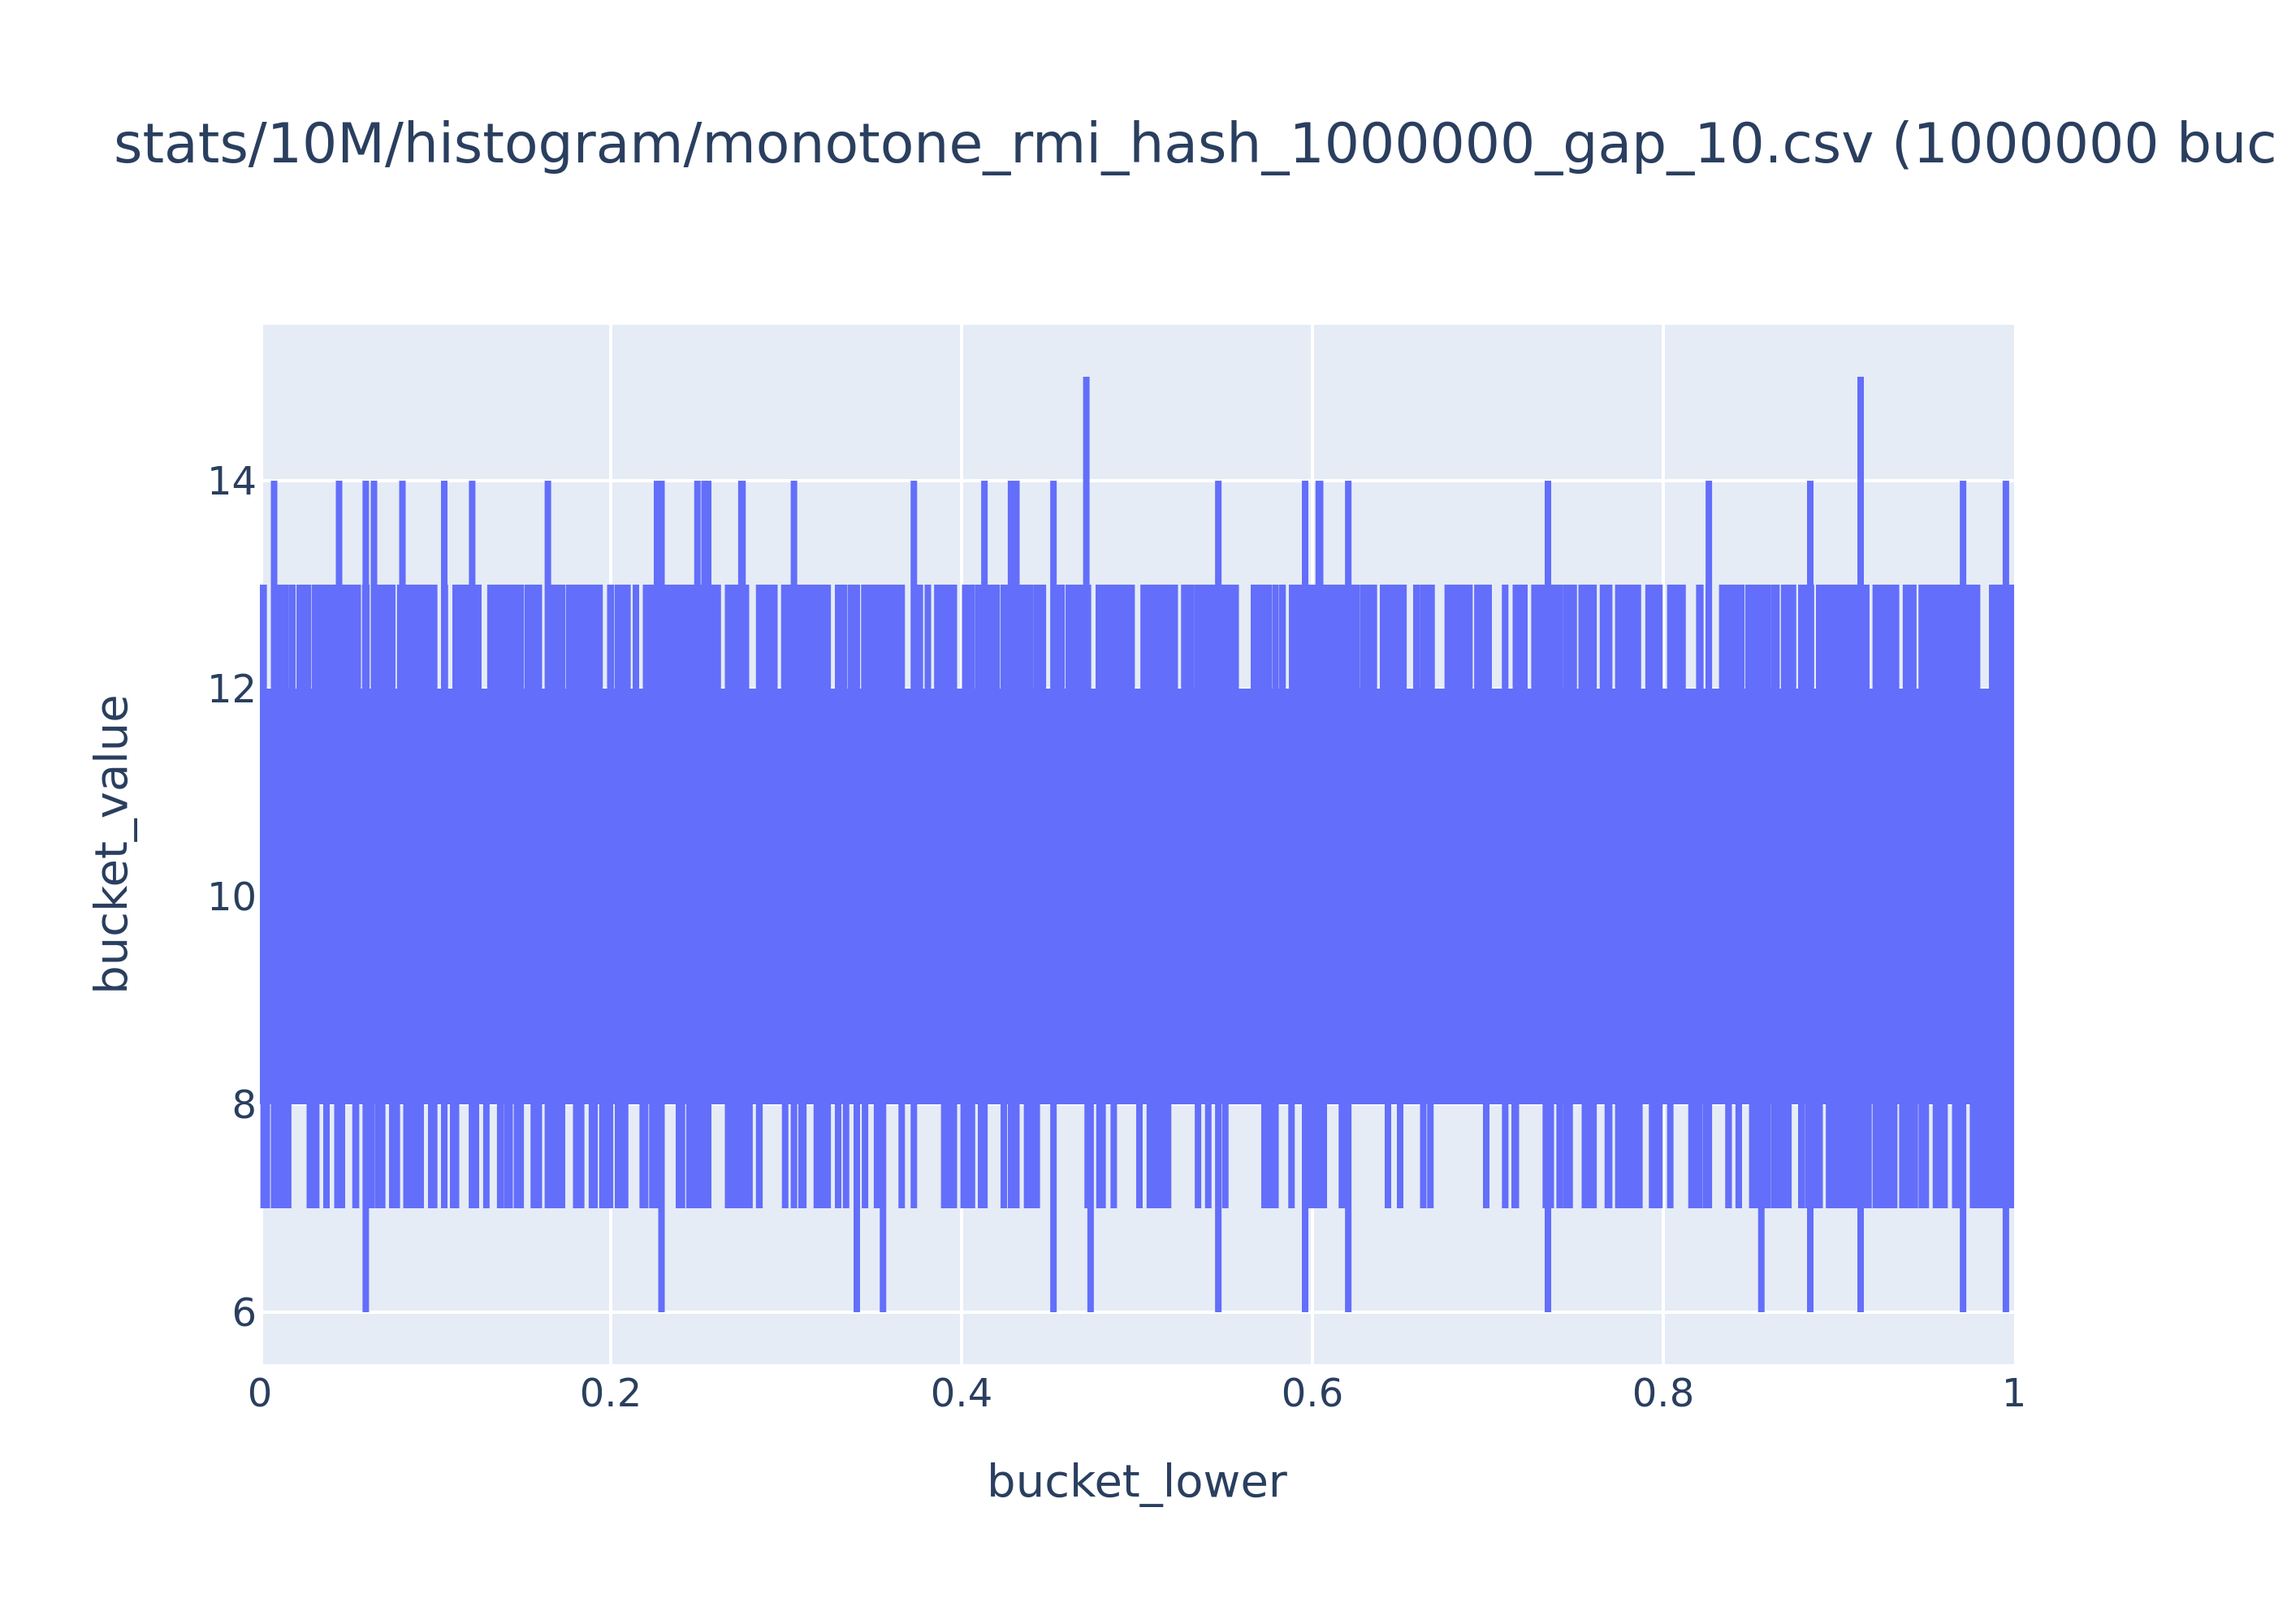 stats/10M/histogram/monotone_rmi_hash_1000000_gap_10.csv (1000000 buc
14
12
10
8
6
bucket_value
0 0.2 0.4 0.6 0.8 1
bucket_lower